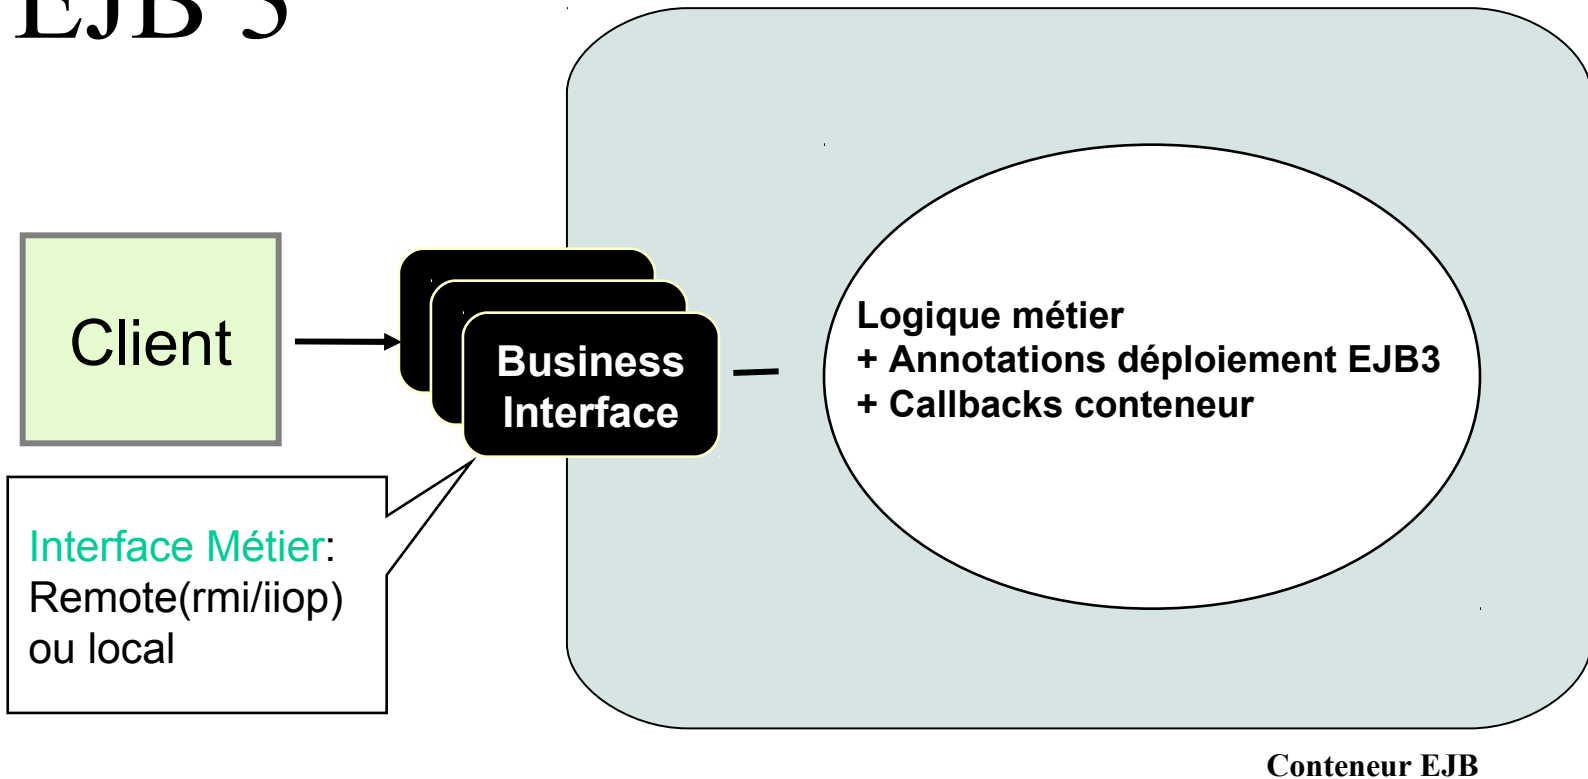 EJB 3
Client
Business
Interface
Logique métier
+ Annotations déploiement EJB3
+ Callbacks conteneur
Interface Métier:
Remote(rmi/iiop)
ou local
Conteneur EJB